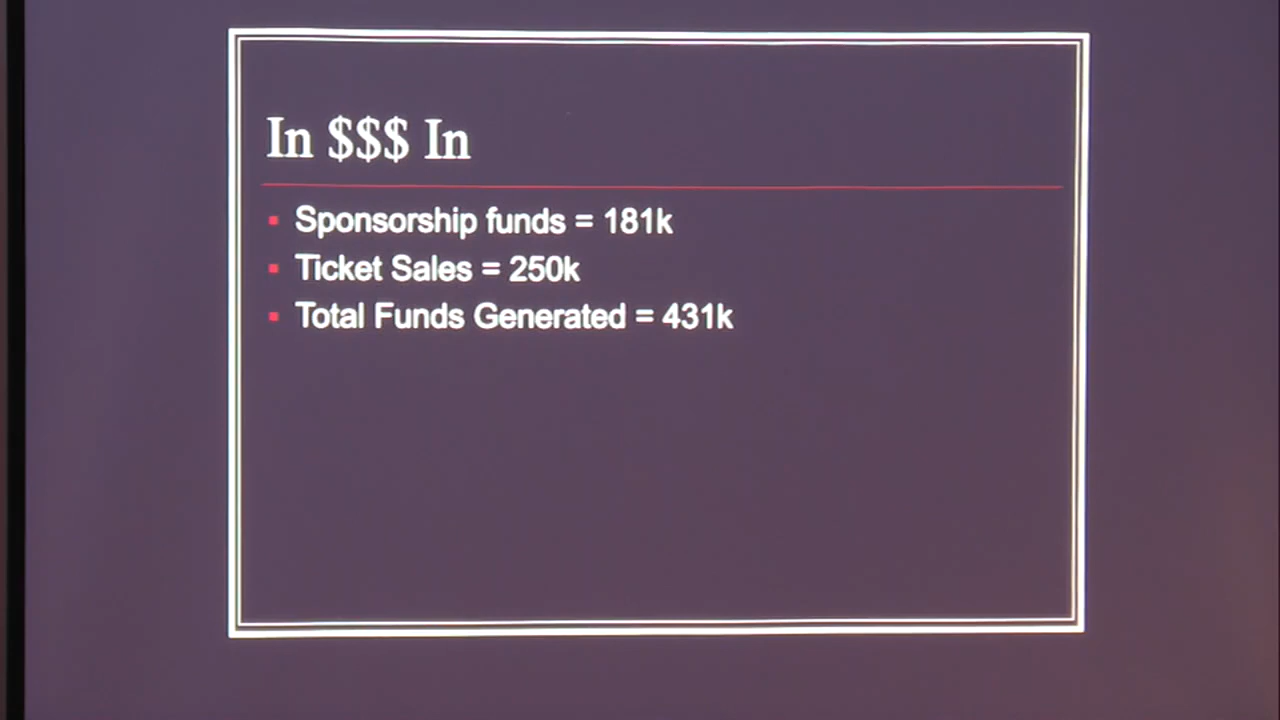 In $$$ In
Sponsorship funds = 181k
Ticket Sales = 250k
Total Funds Generated = 431k